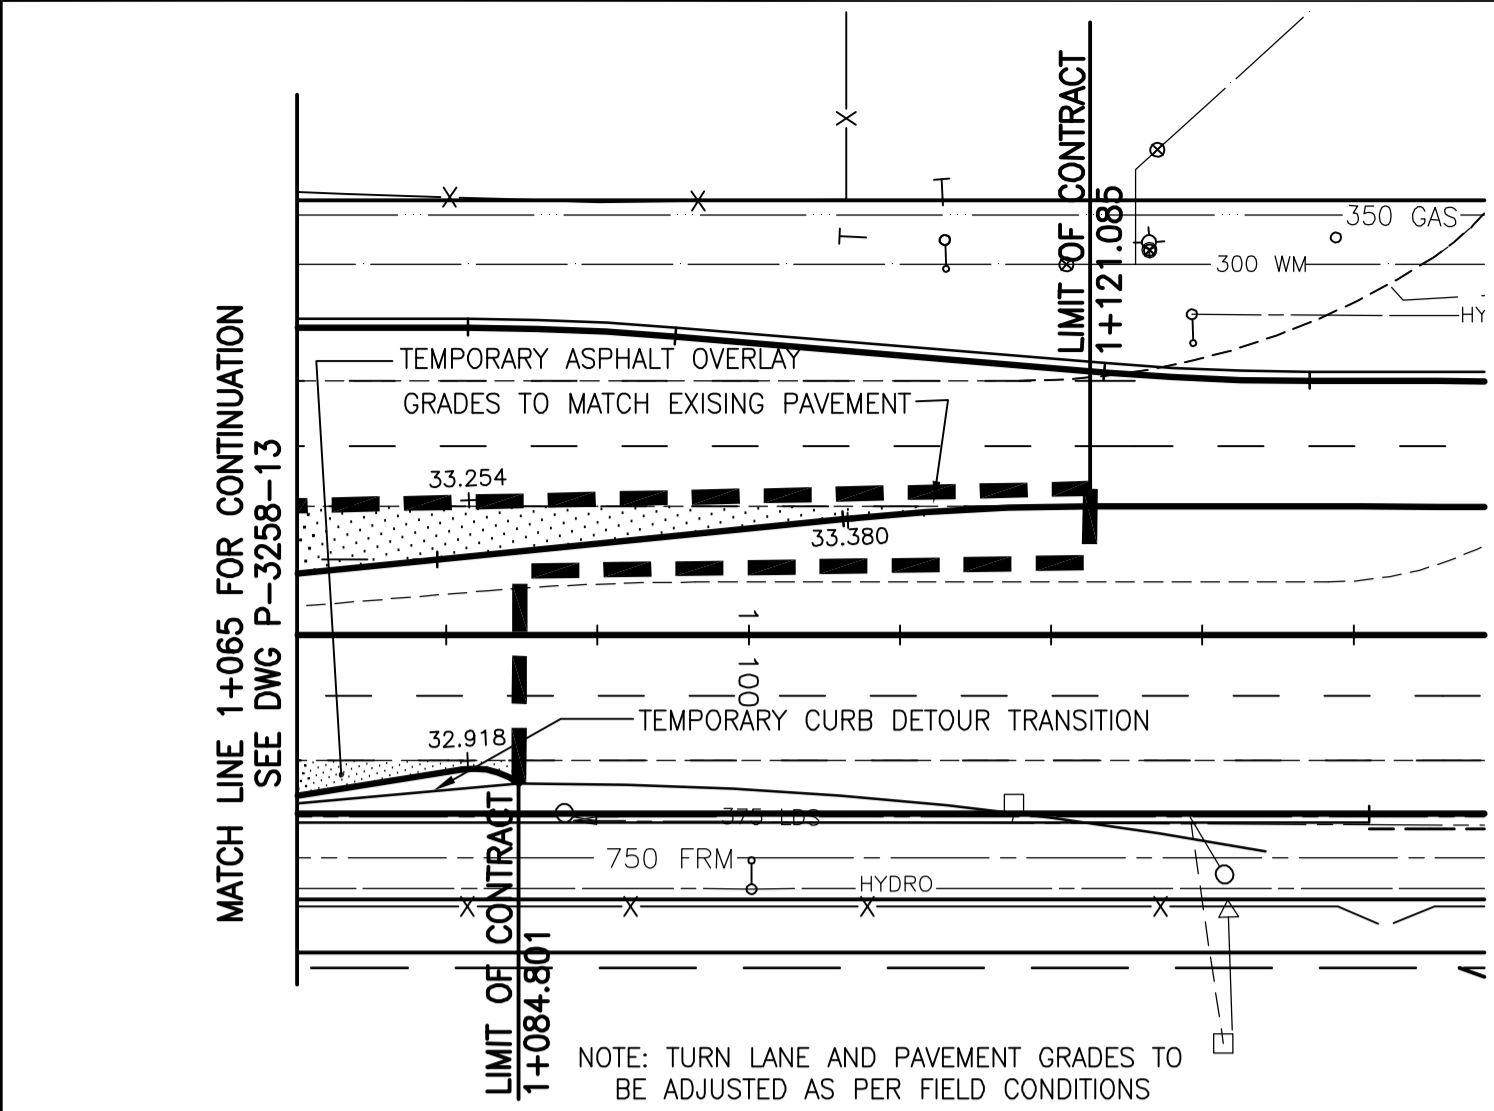 LIMIT OF CONTRACT
1+121.085
350 GAS
300 WM
HY
TEMPORARY ASPHALT OVERLAY
GRADES TO MATCH EXISING PAVEMENT
MATCH LINE 1+065 FOR CONTINUATION
SEE DWG P-3258-13
33.254
33.380
1
100
TEMPORARY CURB DETOUR TRANSITION
32.918
375 LDS
750 FRM
HYDRO
LIMIT OF CONTRACT
1+084.801
NOTE: TURN LANE AND PAVEMENT GRADES TO
BE ADJUSTED AS PER FIELD CONDITIONS